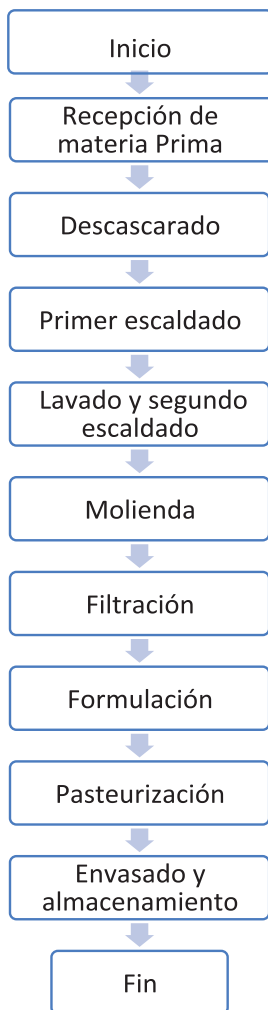 Inicio
Recepción de
materia Prima
Descascarado
Primer escaldado
Lavado y segundo
escaldado
Molienda
Filtración
Formulación
Pasteurización
Envasado y
almacenamiento
Fin